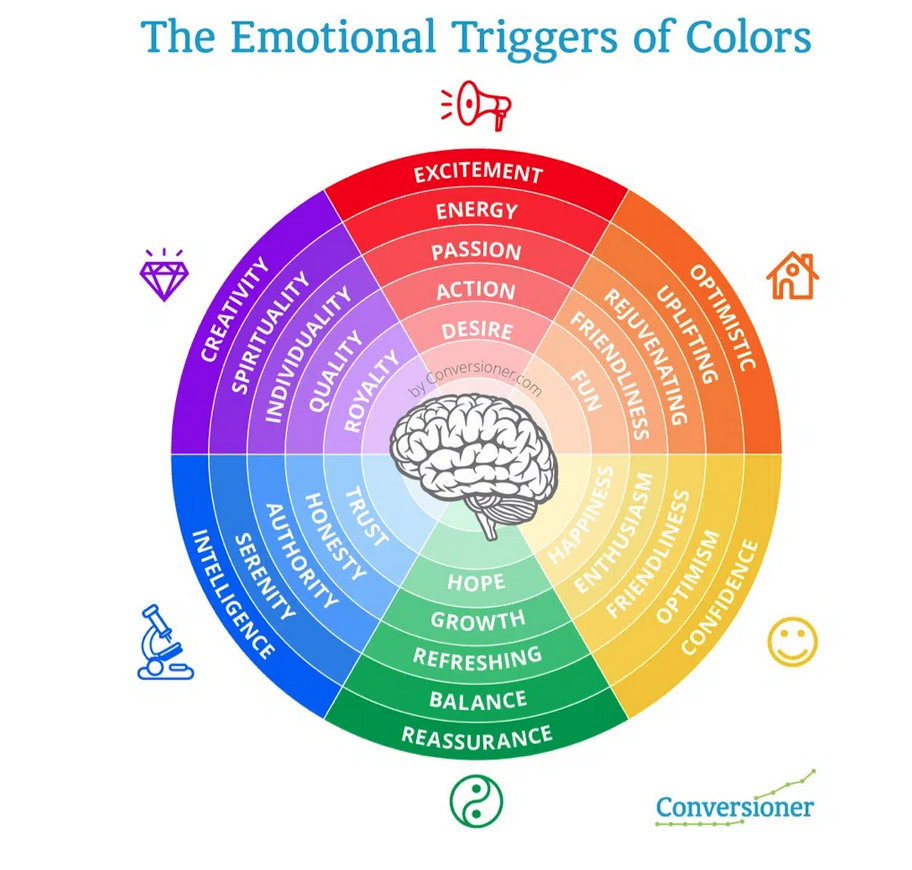 The Emotional Triggers of Colors
EXCITEMENT
ENERGY
PASSION
ACTION
DESIRE
OPTIMISTIC
UPLIFTING
REJUVENATING
FRIENDLINESS
FUN
CONFIDENCE
OPTIMISM
FRIENDLINESS
ENTHUSIASM
HAPPINESS
HOPE
GROWTH
REFRESHING
BALANCE
REASSURANCE
INTELLIGENCE
SERENITY
AUTHORITY
HONESTY
TRUST
CREATIVITY
SPIRITUALITY
INDIVIDUALITY
QUALITY
ROYALTY
by Conversioner.com
Conversioner